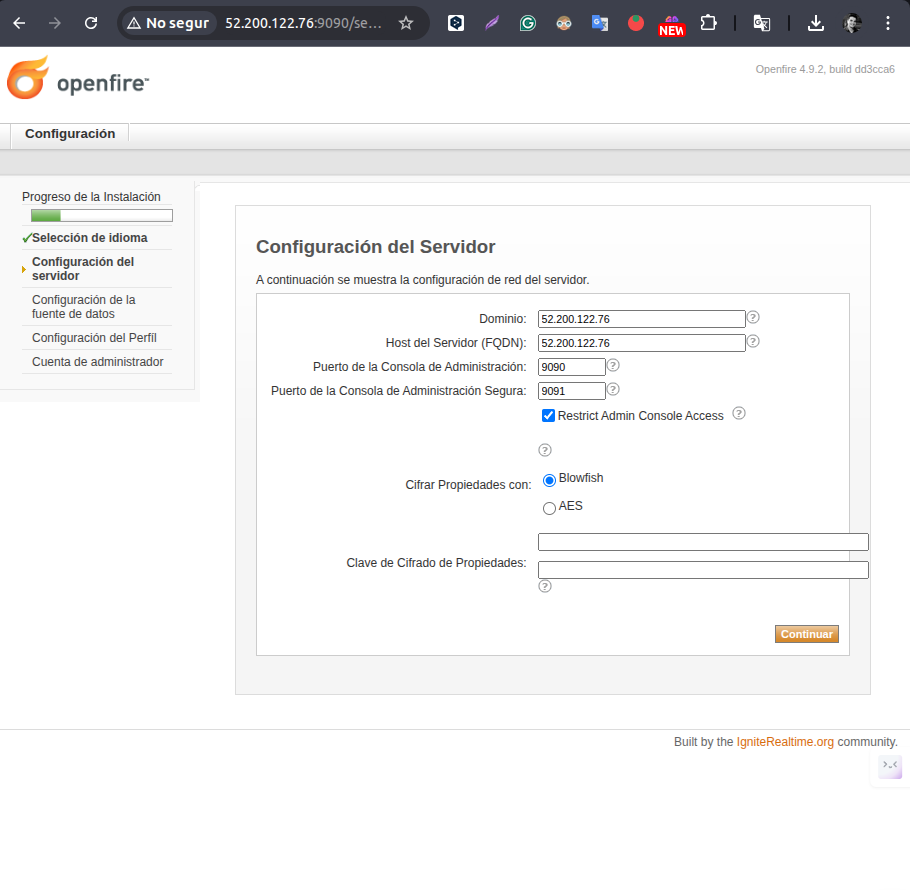 No segur
52.200.122.76:9090/se...
NEW
openfire™
Openfire 4.9.2, build dd3cca6
Configuración
Progreso de la Instalación
Selección de idioma
Configuración del
servidor
Configuración de la
fuente de datos
Configuración del Perfíl
Cuenta de administrador
Configuración del Servidor
A continuación se muestra la configuración de red del servidor.
Dominio: 52.200.122.76
Host del Servidor (FQDN): 52.200.122.76
Puerto de la Consola de Administración: 9090
Puerto de la Consola de Administración Segura: 9091
Restrict Admin Console Access
Cifrar Propiedades con:
Blowfish
AES
Clave de Cifrado de Propiedades:
Continuar
Built by the IgniteRealtime.org community.